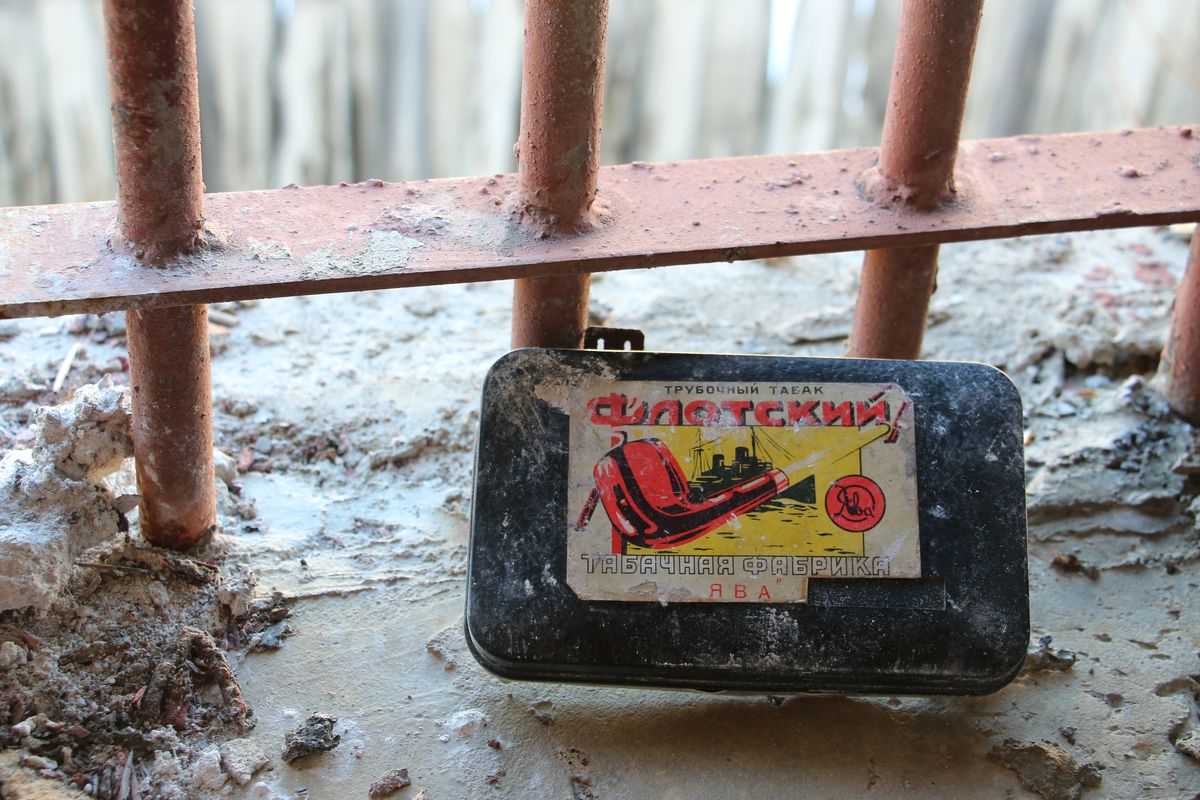 ТРУБОЧНЫЙ ТАБАК
ФЛОТСКИЙ
Ява
ТАБАЧНАЯ ФАБРИКА
"ЯВА"